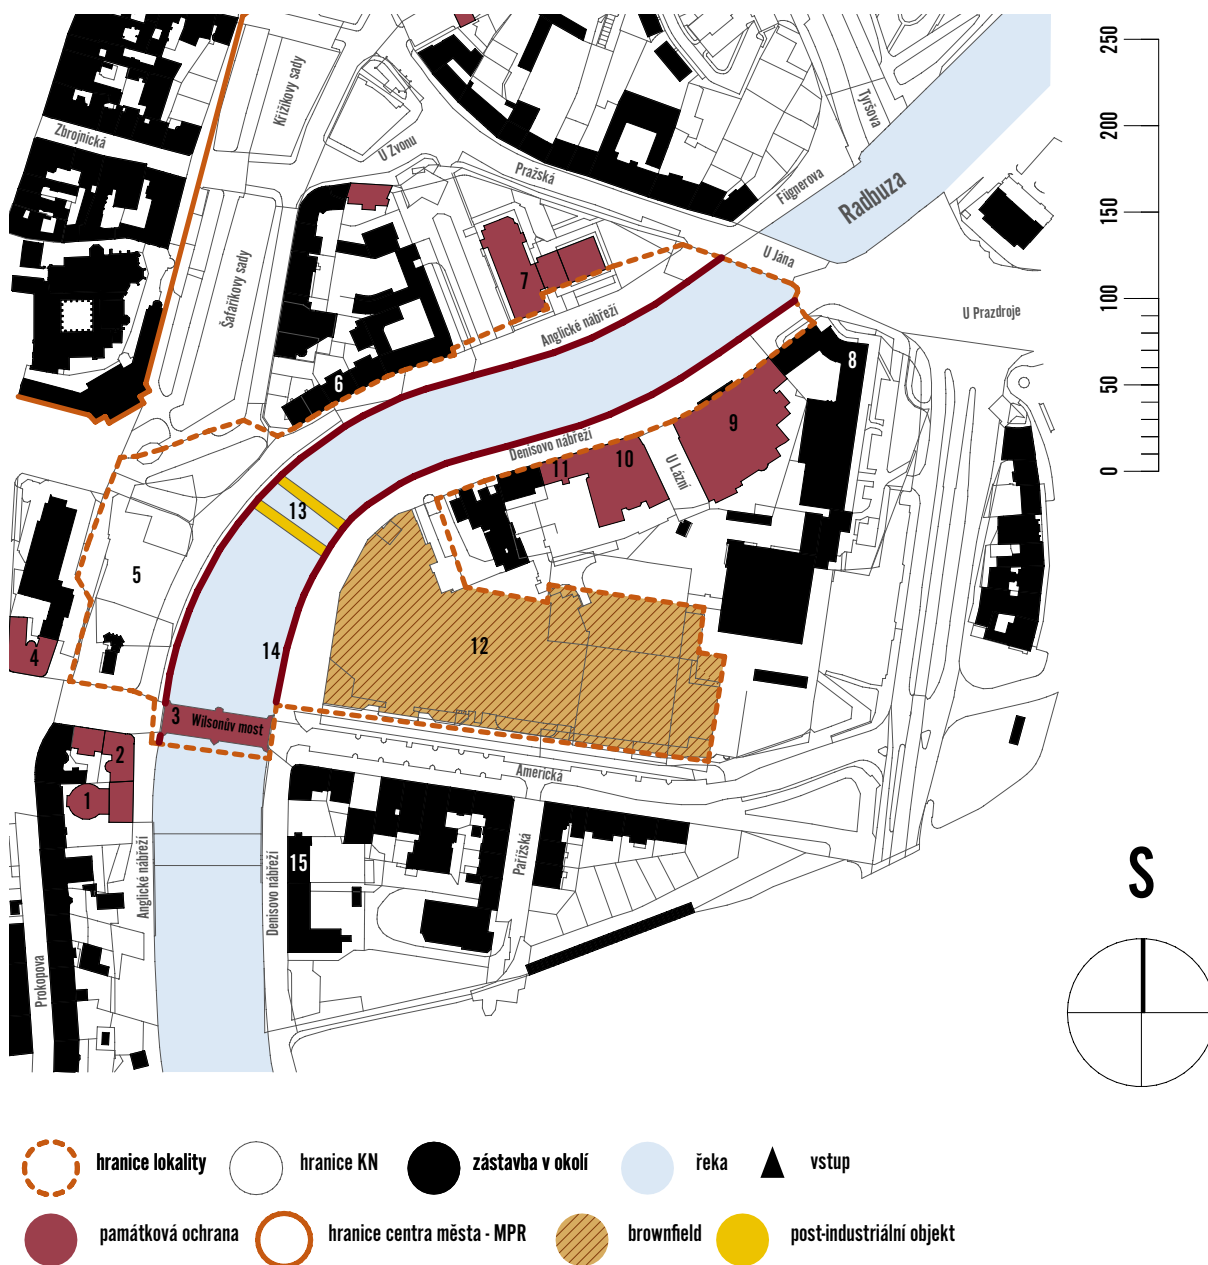 250
200
150
100
50
0
Křižíkovy sady
Zbrojnická
U Zvonu
Pražská
Tyršova
Fügnerova
Radbuza
U Jána
U Prazdroje
Šafaříkovy sady
7
Anglické nábřeží
6
8
9
Denisovo nábřeží
10
11
U Lázní
13
5
12
14
4
3 Wilsonův most
2
1
Americká
Pařížská
15
Anglické nábřeží
Denisovo nábřeží
Prokopova
S
hranice lokality
hranice KN
zástavba v okolí
řeka
vstup
památková ochrana
hranice centra města - MPR
brownfield
post-industriální objekt